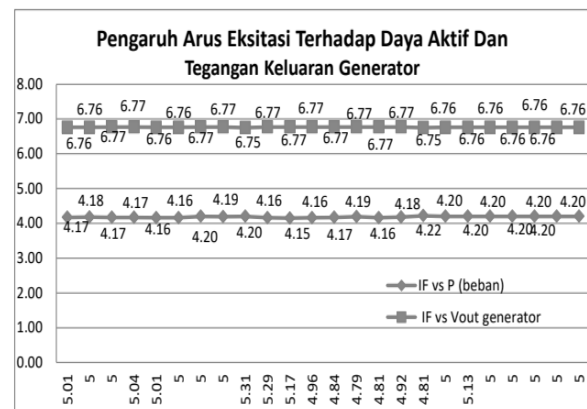 Pengaruh Arus Eksitasi Terhadap Daya Aktif Dan
Tegangan Keluaran Generator
8.00
7.00
6.00
5.00
4.00
3.00
2.00
1.00
0.00
6.76 6.77 6.76 6.77 6.77 6.77 6.77 6.77 6.76 6.76 6.76 6.76
6.76 6.77 6.76 6.77 6.75 6.77 6.77 6.77 6.75 6.76 6.76 6.76
4.18 4.17 4.16 4.19 4.16 4.16 4.19 4.18 4.20 4.20 4.20 4.20
4.17 4.17 4.16 4.20 4.20 4.15 4.17 4.16 4.22 4.20 4.20 4.20
IF vs P (beban)
IF vs Vout generator
5.01 5 5 5.04 5.01 5 5 5 5.31 5.29 5.17 4.96 4.84 4.79 4.81 4.92 4.81 5 5.13 5 5 5 5 5